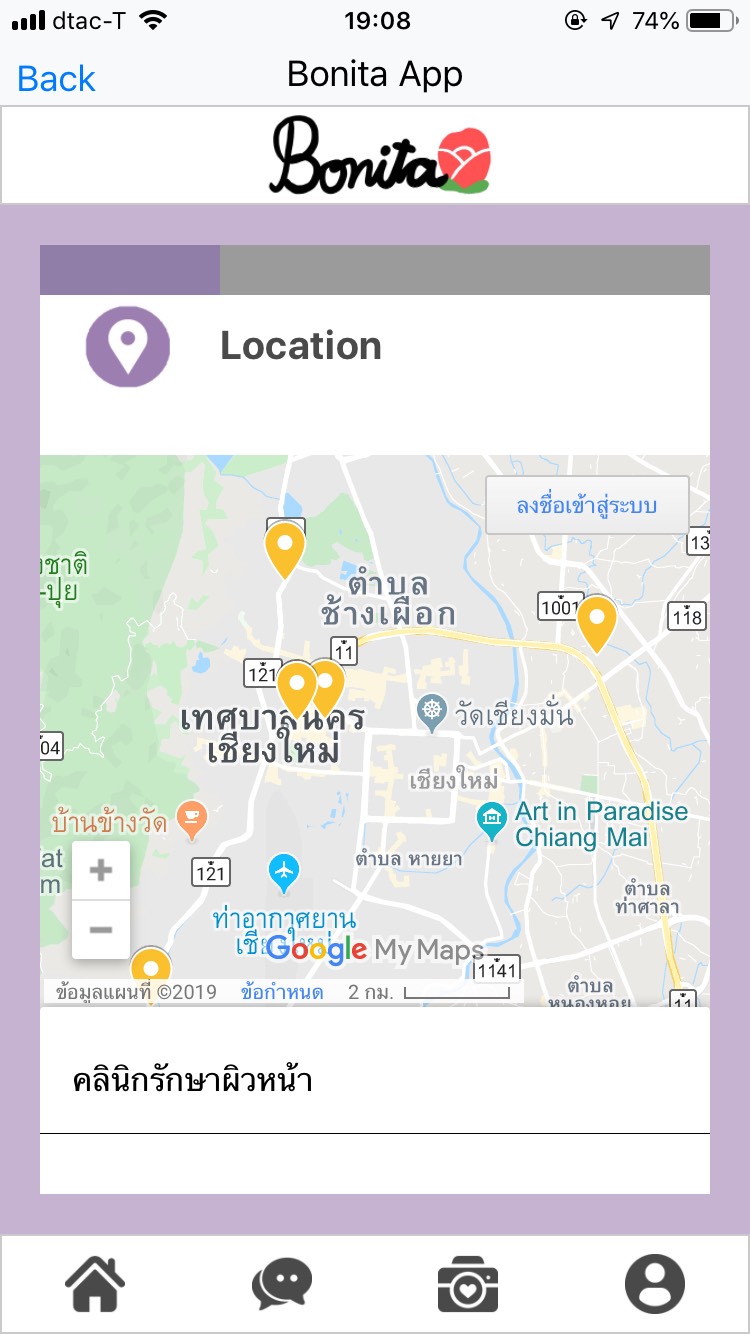 dtac-T
19:08
74%
Back
Bonita App
Bonita
Location
ลงชื่อเข้าสู่ระบบ
13
ตำบล
ช้างเผือก
1001
118
11
121
เทศบาลนคร
เชียงใหม่
วัดเชียงมั่น
04
เชียงใหม่
บ้านข้างวัด
Art in Paradise
Chiang Mai
121
ตำบล หายยา
ตำบล
ท่าศาลา
ท่าอากาศยาน
เชียงใหม่
Google My Maps
1141
ตำบล
หนองหอย
11
ข้อมูลแผนที่ ©2019 ข้อกำหนด 2 กม.
คลินิกรักษาผิวหน้า